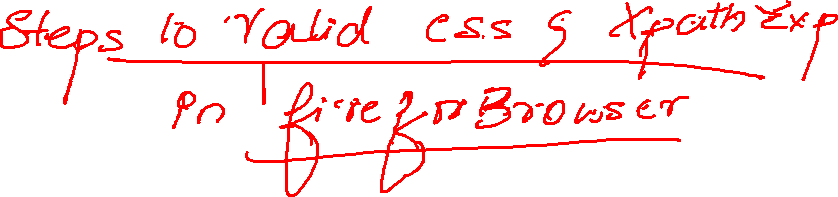 Steps to valid css & Xpath Exp
in firefox Browser